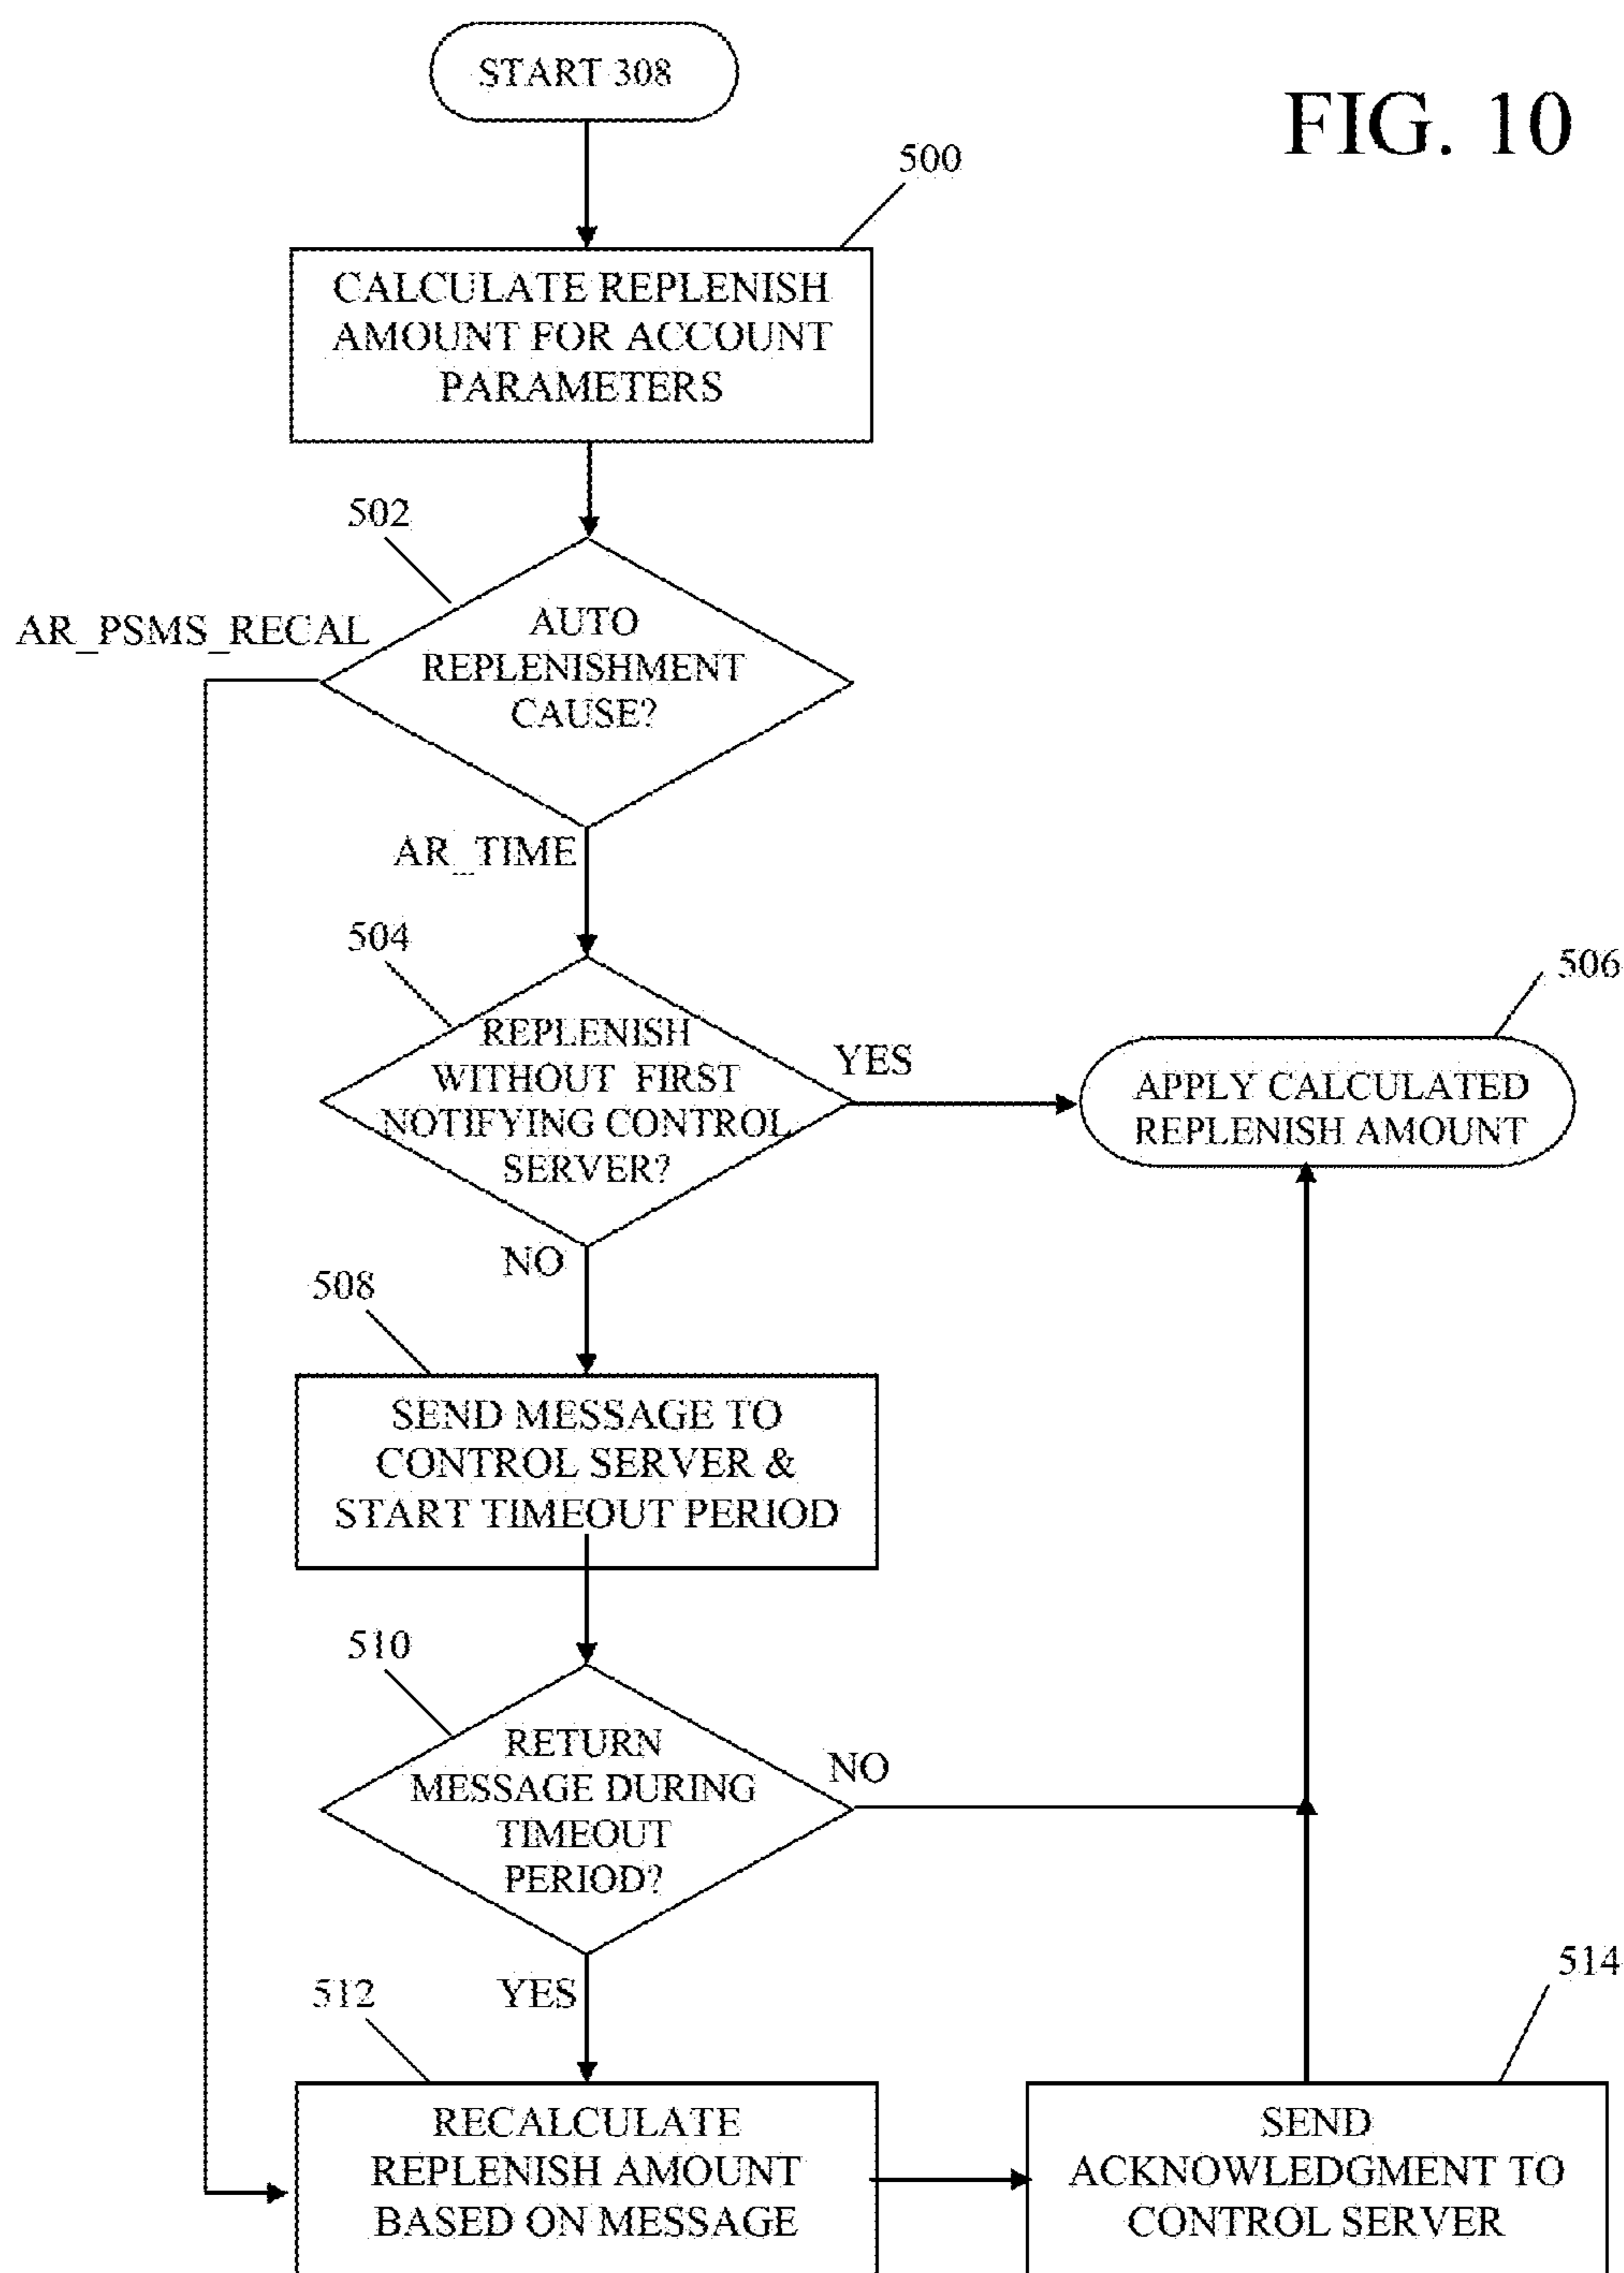 START 308
FIG. 10
500
CALCULATE REPLENISH
AMOUNT FOR ACCOUNT
PARAMETERS
502
AR_PSMS_RECAL
AUTO
REPLENISHMENT
CAUSE?
AR_TIME
504
REPLENISH
WITHOUT FIRST
NOTIFYING CONTROL
SERVER?
YES
506
APPLY CALCULATED
REPLENISH AMOUNT
NO
508
SEND MESSAGE TO
CONTROL SERVER &
START TIMEOUT PERIOD
510
RETURN
MESSAGE DURING
TIMEOUT
PERIOD?
NO
YES
512
RECALCULATE
REPLENISH AMOUNT
BASED ON MESSAGE
514
SEND
ACKNOWLEDGMENT TO
CONTROL SERVER